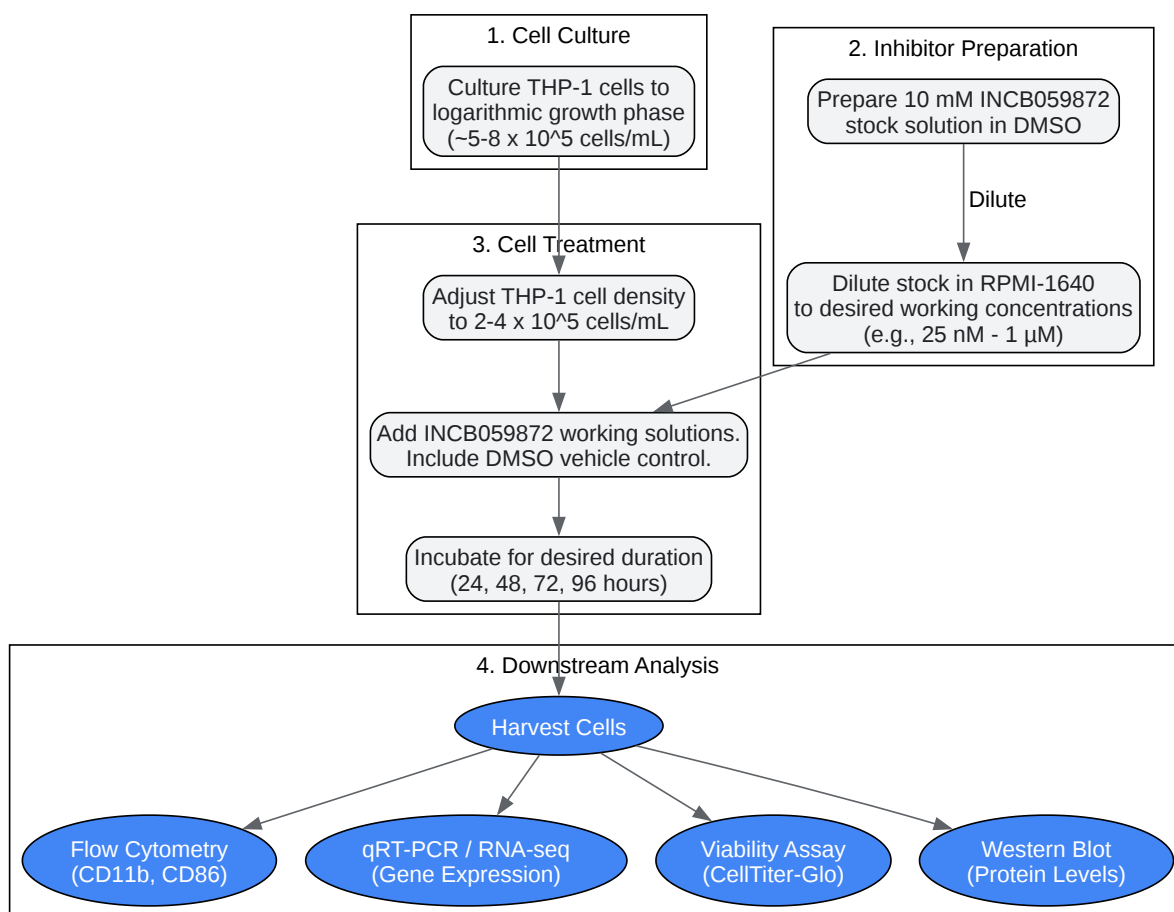 1. Cell Culture
Culture THP-1 cells to
logarithmic growth phase
(~5-8 x 10^5 cells/mL)
2. Inhibitor Preparation
Prepare 10 mM INCB059872
stock solution in DMSO
Dilute
Dilute stock in RPMI-1640
to desired working concentrations
(e.g., 25 nM - 1 µM)
3. Cell Treatment
Adjust THP-1 cell density
to 2-4 x 10^5 cells/mL
Add INCB059872 working solutions.
Include DMSO vehicle control.
Incubate for desired duration
(24, 48, 72, 96 hours)
4. Downstream Analysis
Harvest Cells
Flow Cytometry
(CD11b, CD86)
qRT-PCR / RNA-seq
(Gene Expression)
Viability Assay
(CellTiter-Glo)
Western Blot
(Protein Levels)